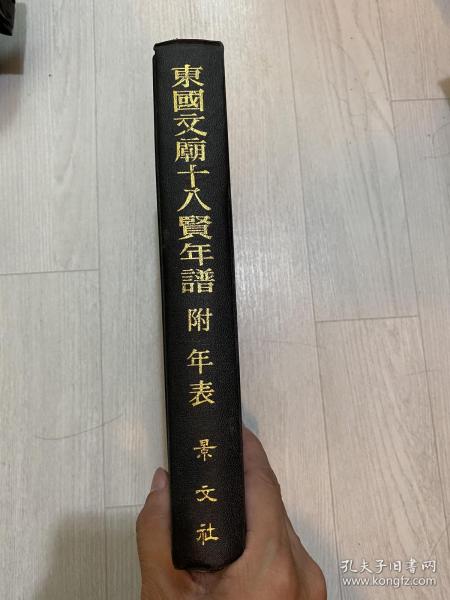 東國文廟十八賢年譜 附 年表
景文社
孔夫子旧书网
www.kongfz.com